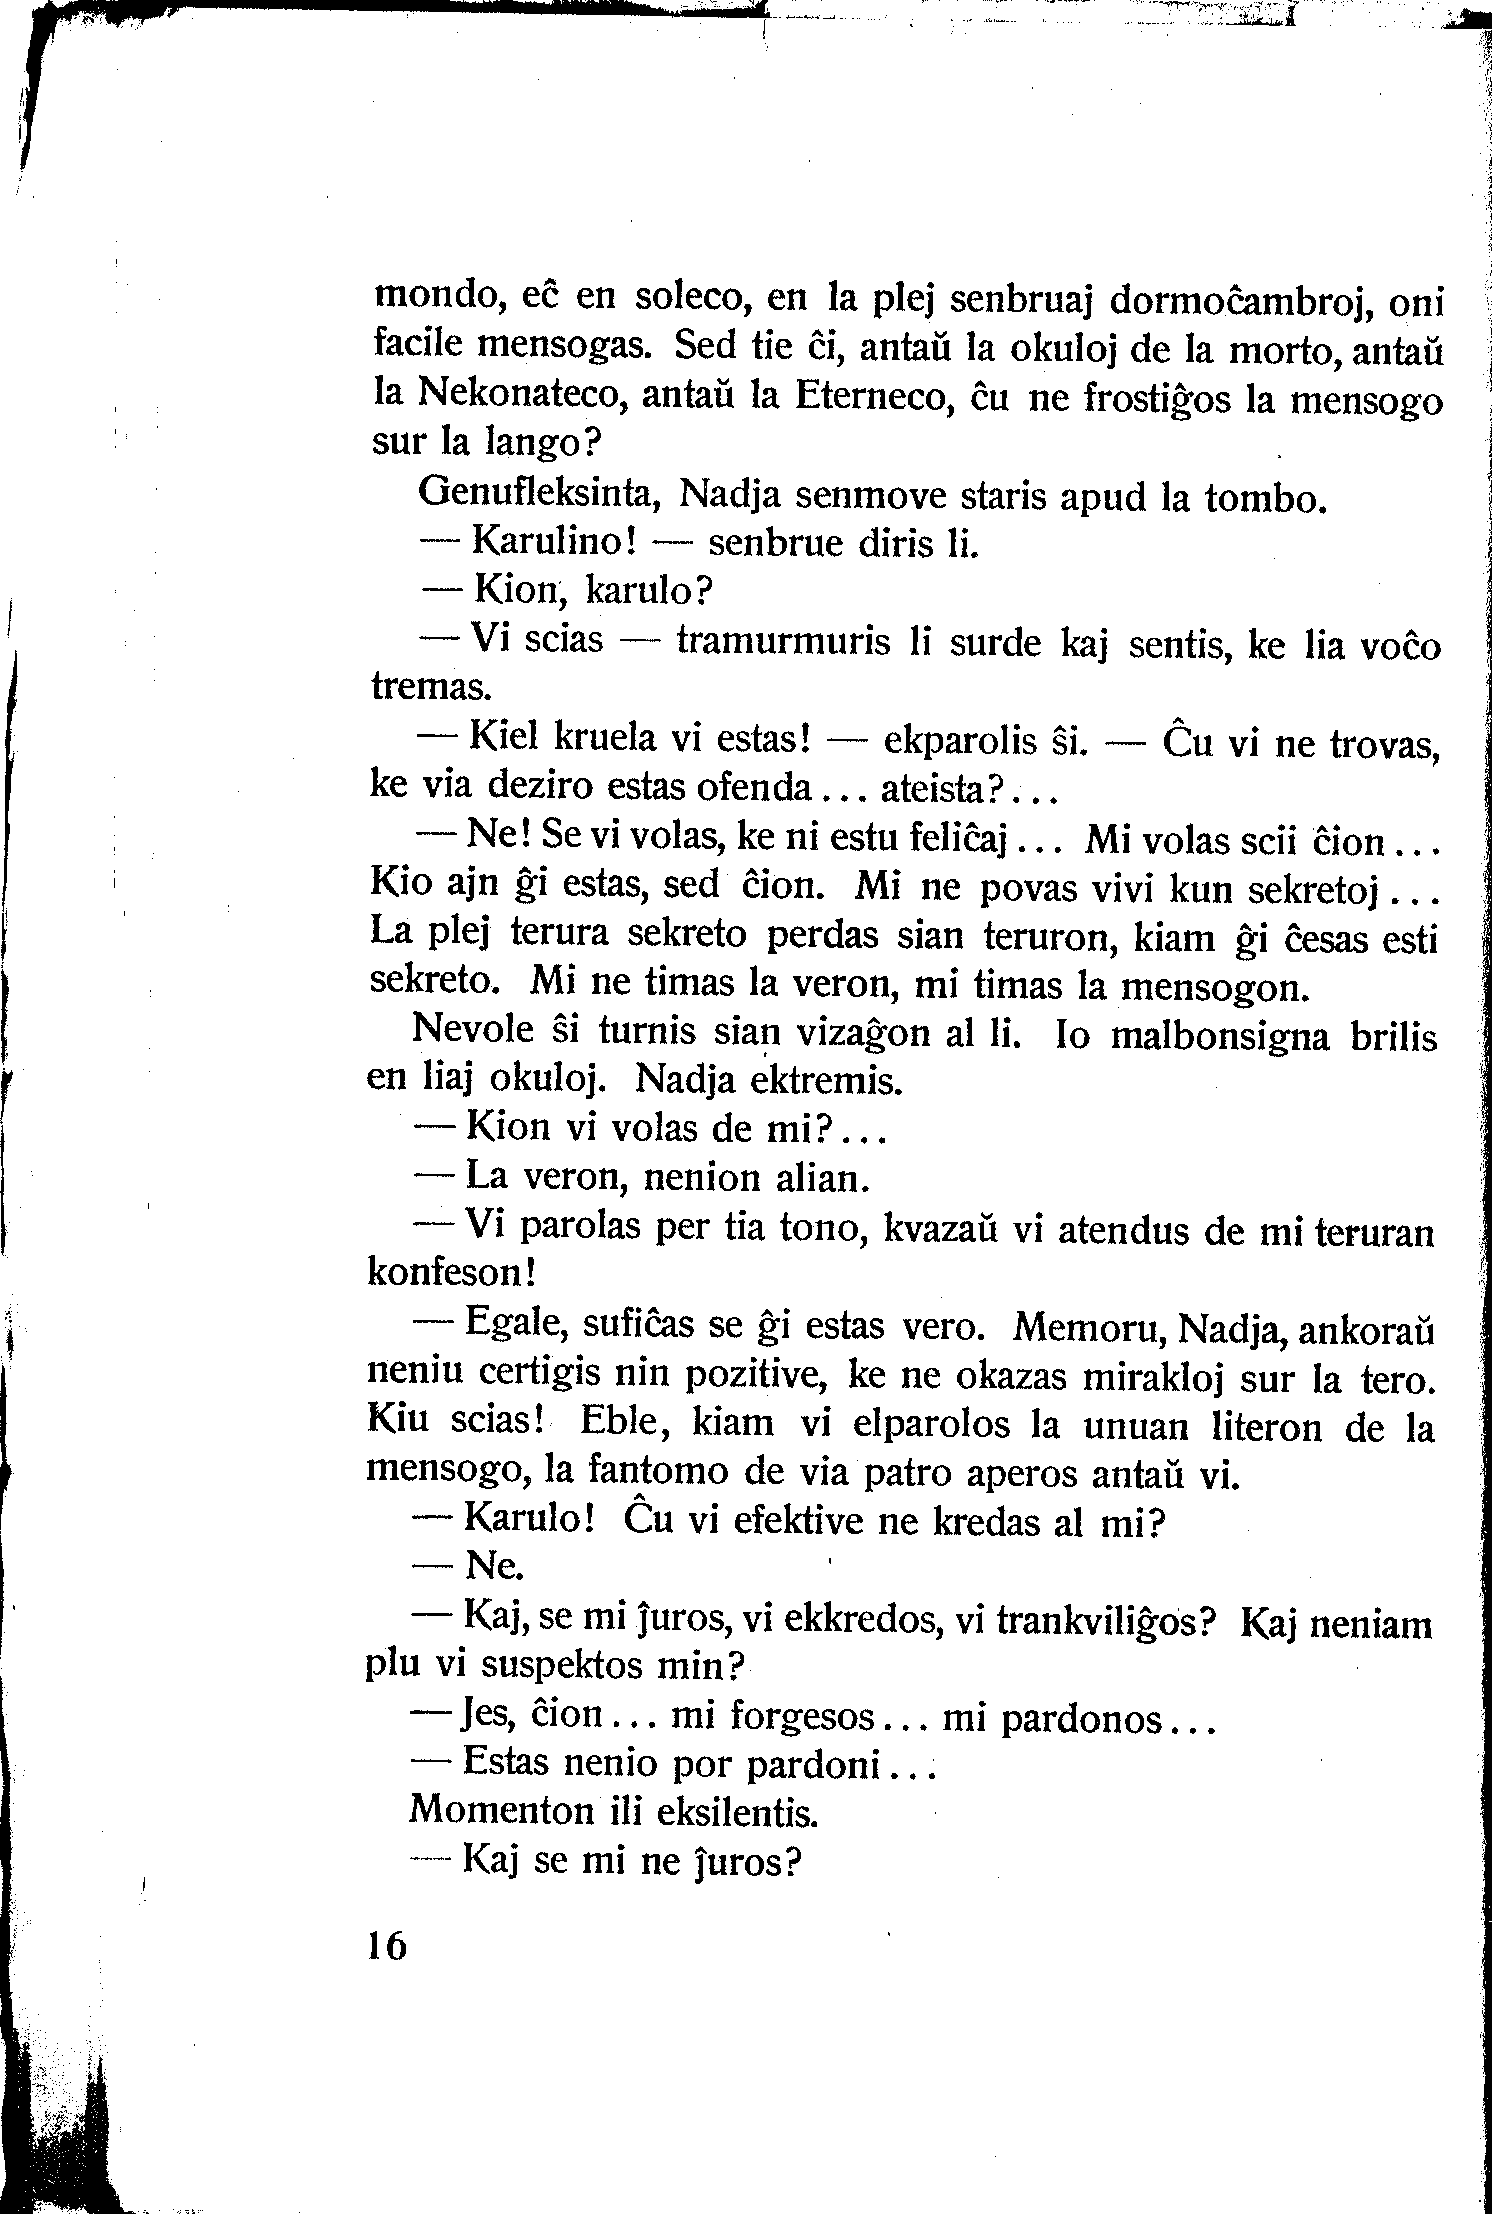 mondo, eĉ en soleco, en la plej senbruaj dormoĉambroj, oni
facile mensogas. Sed tie ĉi, antaŭ la okuloj de la morto, antaŭ
la Nekonateco, antaŭ la Eterneco, ĉu ne frostiĝos la mensogo
sur la lango?
Genufleksinta, Nadja senmove staris apud la tombo.
— Karulino! — senbrue diris li.
— Kion, karulo?
— Vi scias — tramurmuris li surde kaj sentis, ke lia voĉo
tremas.
— Kiel kruela vi estas! — ekparolis ŝi. — Ĉu vi ne trovas,
ke via deziro estas ofenda... ateista?...
— Ne! Se vi volas, ke ni estu feliĉaj... Mi volas scii ĉion...
Kio ajn ĝi estas, sed ĉion. Mi ne povas vivi kun sekretoj...
La plej terura sekreto perdas sian teruron, kiam ĝi ĉesas esti
sekreto. Mi ne timas la veron, mi timas la mensogon.
Nevole ŝi turnis sian vizaĝon al li. Io malbonsigna brilis
en liaj okuloj. Nadja ektremis.
— Kion vi volas de mi?...
— La veron, nenion alian.
— Vi parolas per tia tono, kvazaŭ vi atendus de mi teruran
konfeson!
— Egale, sufiĉas se ĝi estas vero. Memoru, Nadja, ankoraŭ
neniu certigis nin pozitive, ke ne okazas mirakloj sur la tero.
Kiu scias! Eble, kiam vi elparolos la unuan literon de la
mensogo, la fantomo de via patro aperos antaŭ vi.
— Karulo! Ĉu vi efektive ne kredas al mi?
— Ne.
— Kaj, se mi ĵuros, vi ekkredos, vi trankviliĝos? Kaj neniam
plu vi suspektos min?
— Jes, ĉion... mi forgesos... mi pardonos...
— Estas nenio por pardoni...
Momenton ili eksilentis.
— Kaj se mi ne ĵuros?
16